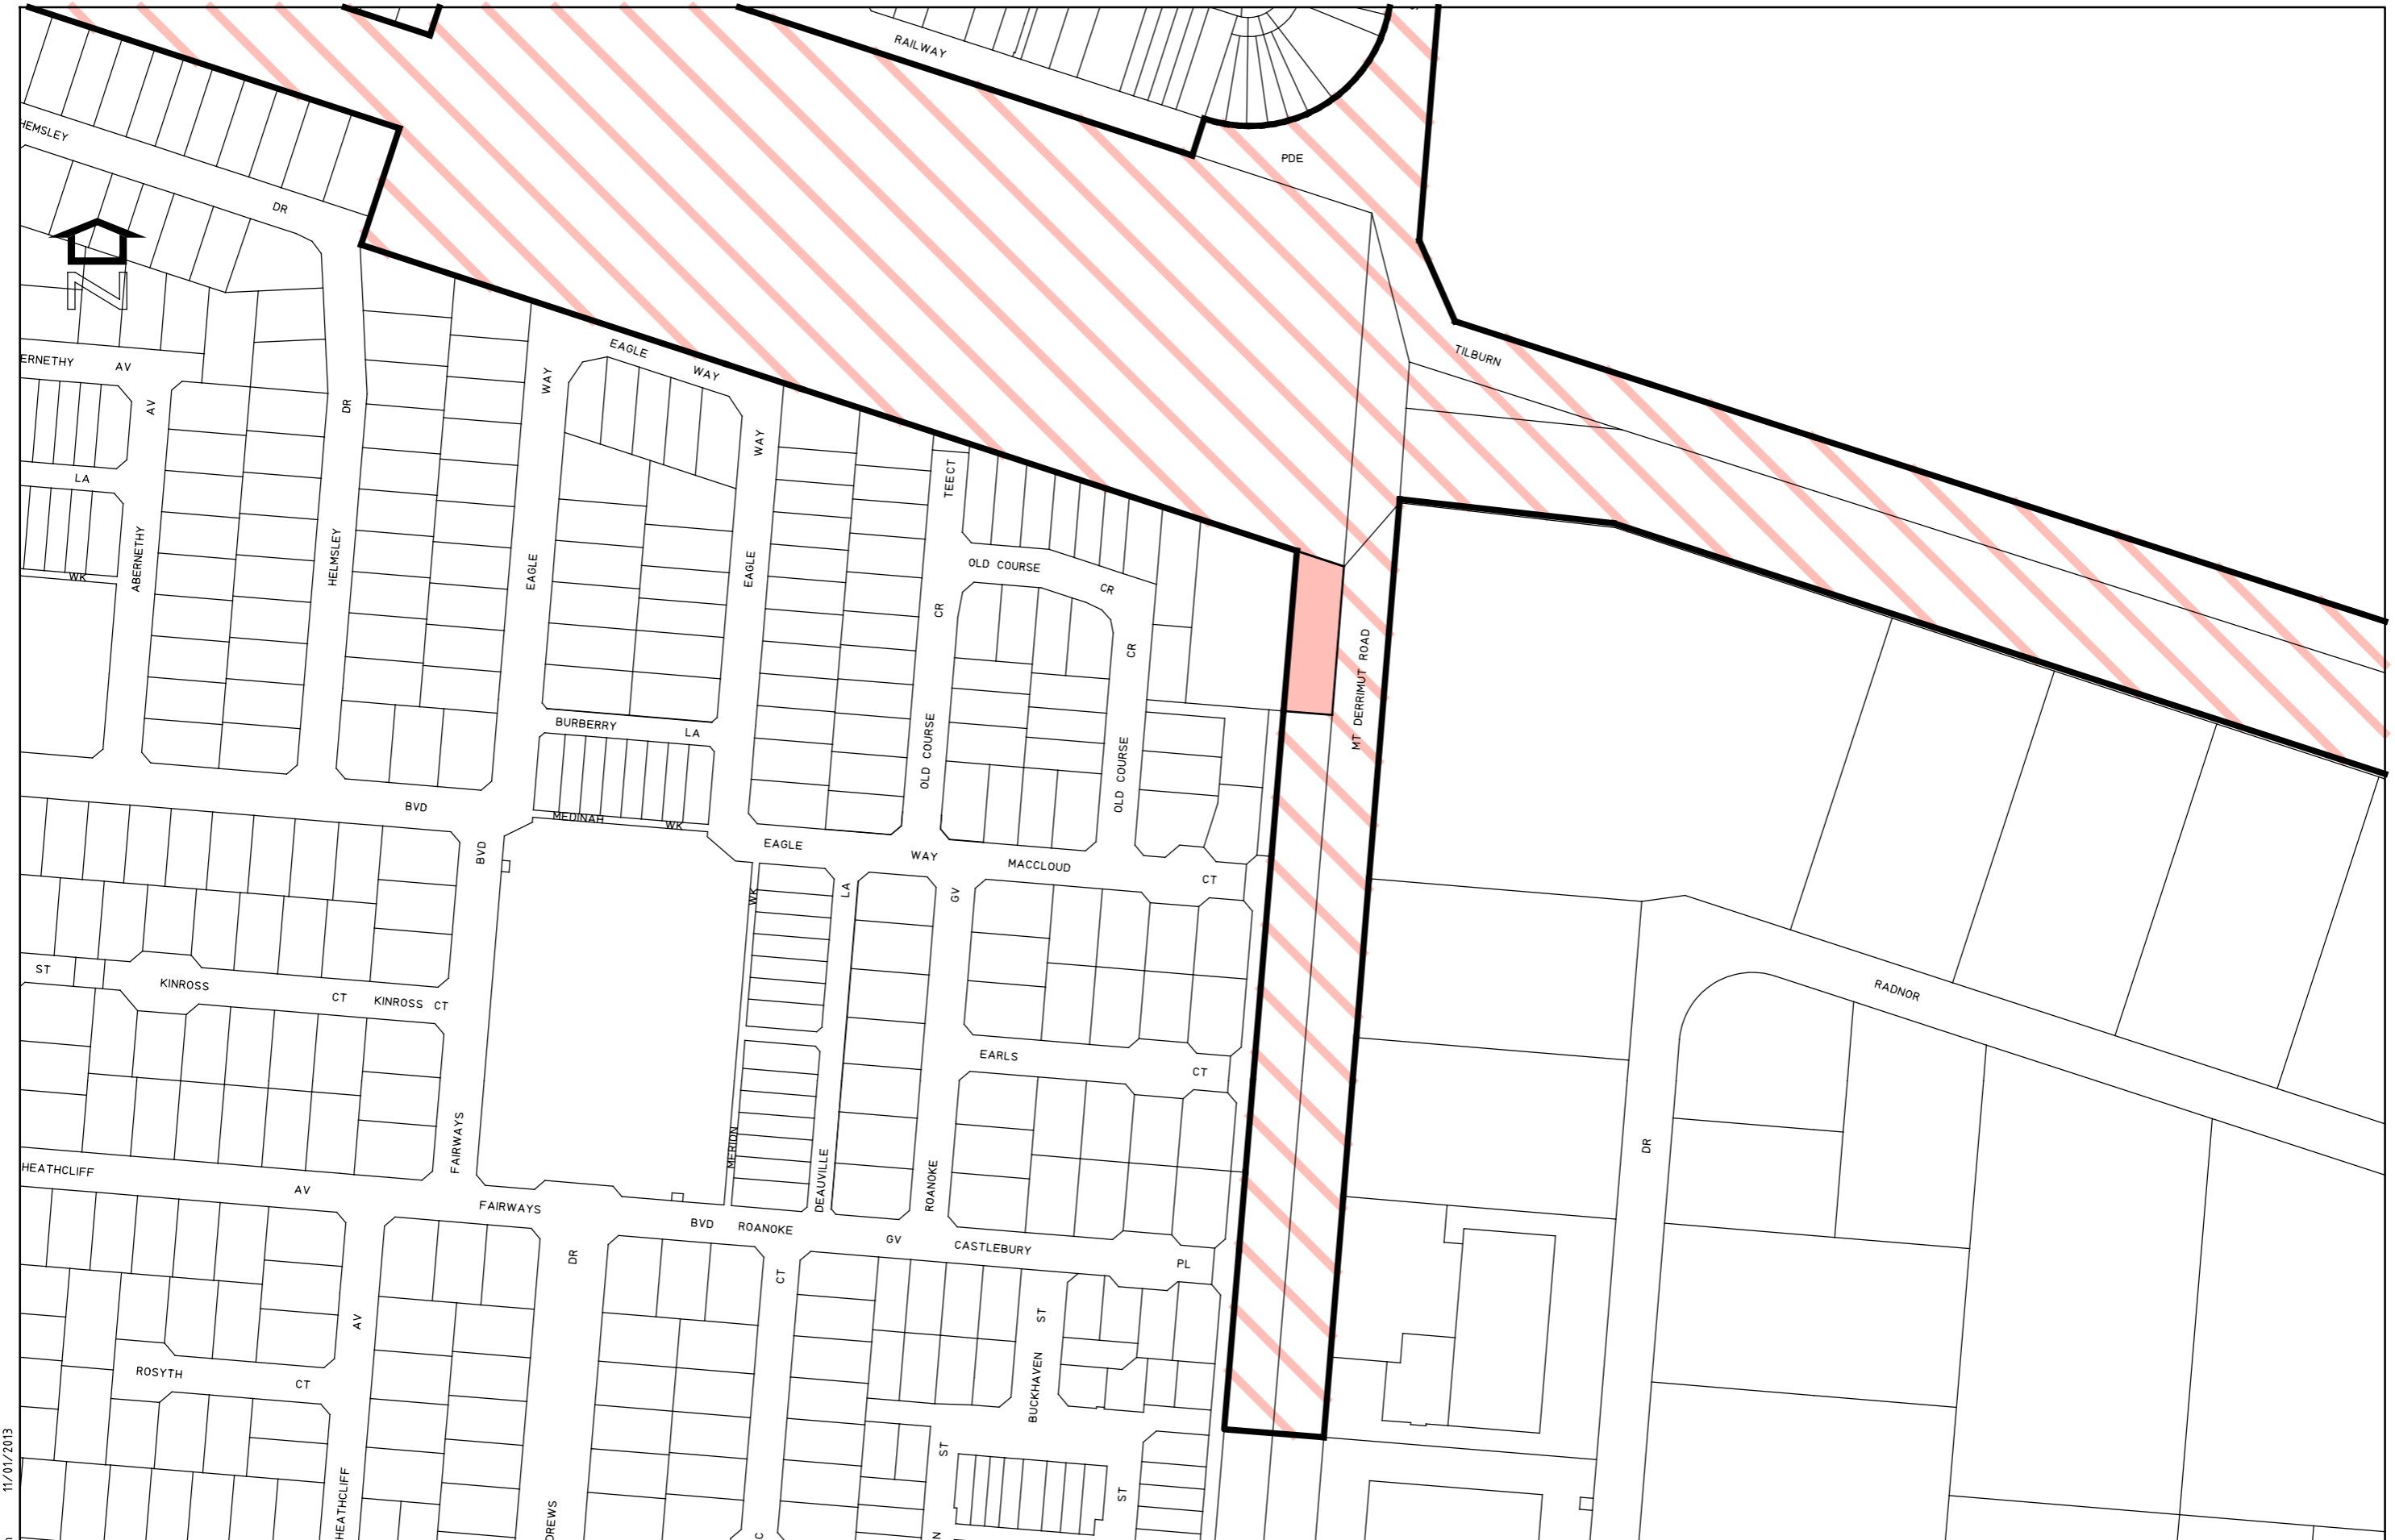 RAILWAY
HEMSLEY
PDE
DR
N
TILBURN
EAGLE
WAY
ERNETHY
AV
WAY
AV
DR
WAY
TEECT
LA
ABERNETHY
HELMSLEY
EAGLE
EAGLE
OLD COURSE
CR
WK
CR
CR
MT DERRIMUT ROAD
BURBERRY
LA
OLD COURSE
OLD COURSE
BVD
MEDINAH
WK
BVD
EAGLE
WAY
MACCLOUD
CT
WK
LA
GV
ST
KINROSS
CT
KINROSS CT
RADNOR
EARLS
CT
FAIRWAYS
MERION
DEAUVILLE
ROANOKE
DR
HEATHCLIFF
AV
FAIRWAYS
BVD
ROANOKE
GV
CASTLEBURY
PL
DR
CT
AV
ST
ROSYTH
CT
BUCKHAVEN
ST
ST
HEATHCLIFF
DREWS
11/01/2013